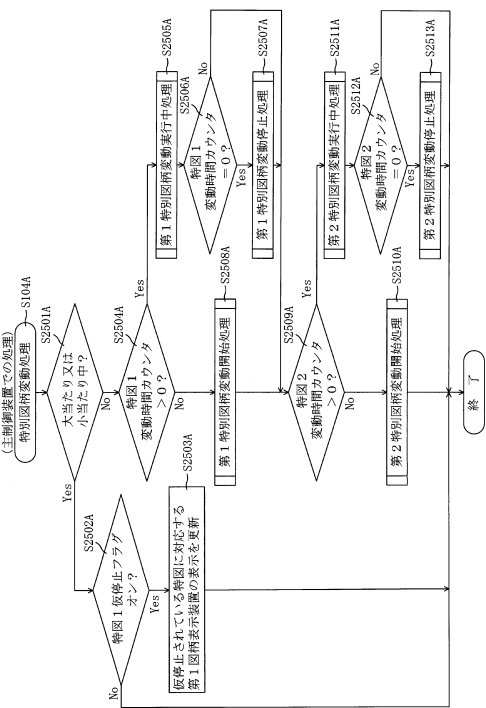 (主制御装置での処理)
特別図柄変動処理
S104A
S2501A
大当たり又は
小当たり中?
Yes
No
S2502A
特図1仮停止フラグ
オン?
No
Yes
S2503A
仮停止されている特図に対応する
第1図柄表示装置の表示を更新
S2504A
特図1
変動時間カウンタ
>0?
Yes
No
S2505A
第1特別図柄変動実行中処理
S2506A
特図1
変動時間カウンタ
=0?
No
Yes
S2507A
第1特別図柄変動停止処理
S2508A
第1特別図柄変動開始処理
S2509A
特図2
変動時間カウンタ
>0?
Yes
No
S2510A
第2特別図柄変動開始処理
S2511A
第2特別図柄変動実行中処理
S2512A
特図2
変動時間カウンタ
=0?
No
Yes
S2513A
第2特別図柄変動停止処理
終了